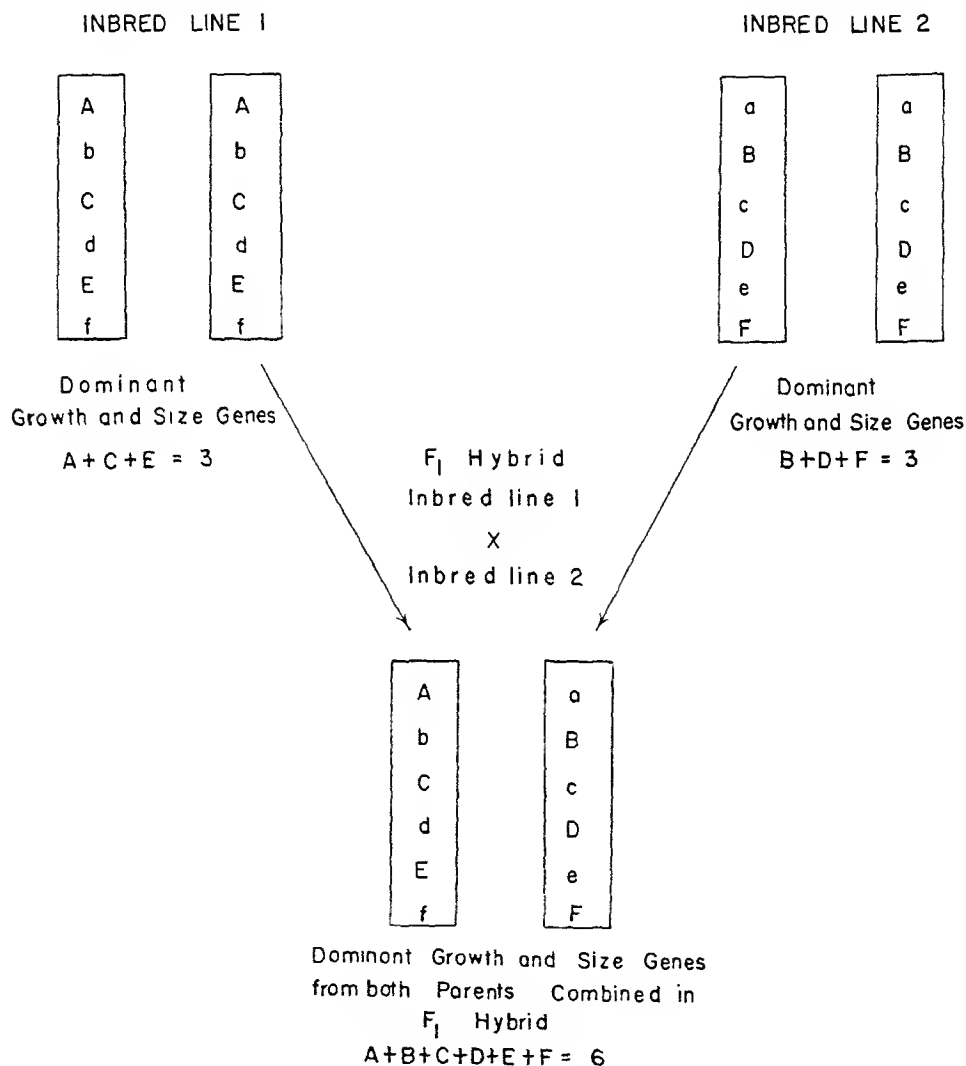 INBRED LINE 1
INBRED LINE 2
A A
b b
C C
d d
E E
f f
a a
B B
c c
D D
e e
F F
Dominant
Growth and Size Genes
A+C+E = 3
Dominant
Growth and Size Genes
B+D+F = 3
F₁ Hybrid
Inbred line 1
X
Inbred line 2
A a
b B
C c
d D
E e
f F
Dominant Growth and Size Genes
from both Parents Combined in
F₁ Hybrid
A+B+C+D+E+F = 6